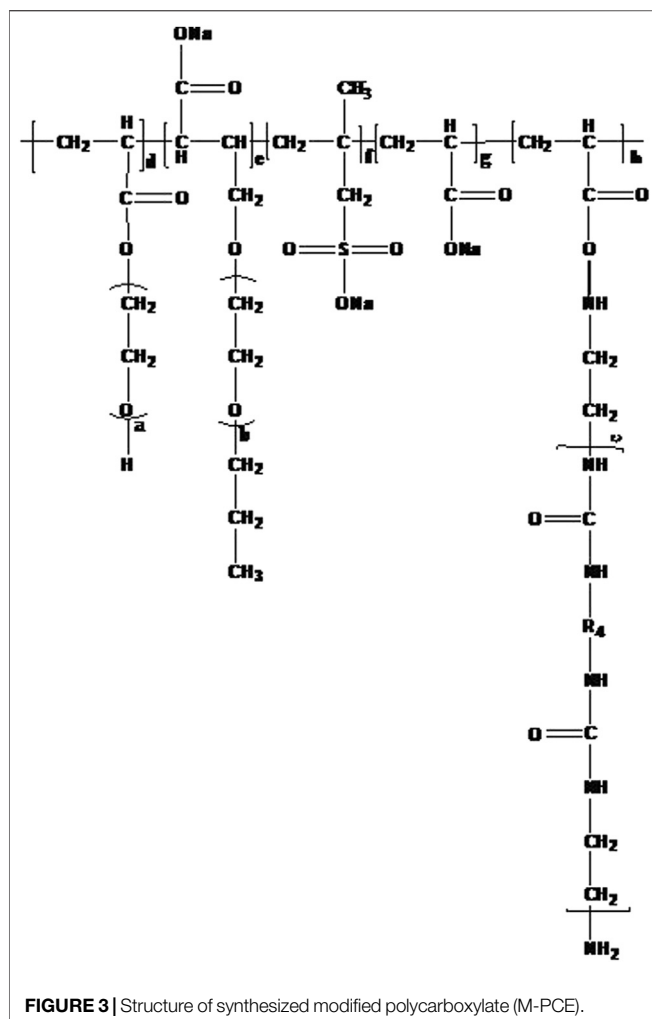 ONa
C O CH₃
H H H
CH₂ C d C CH e CH₂ C f CH₂ C g CH₂ C h
H
C O CH₂ CH₂ C O C O
O O O S O ONa O
CH₂ CH₂ ONa NH
CH₂ CH₂ CH₂
O a O b CH₂
H CH₂ NH
CH₂ O C
CH₃ NH
R₄
NH
O C
NH
CH₂
CH₂
NH₂
FIGURE 3 | Structure of synthesized modified polycarboxylate (M-PCE).